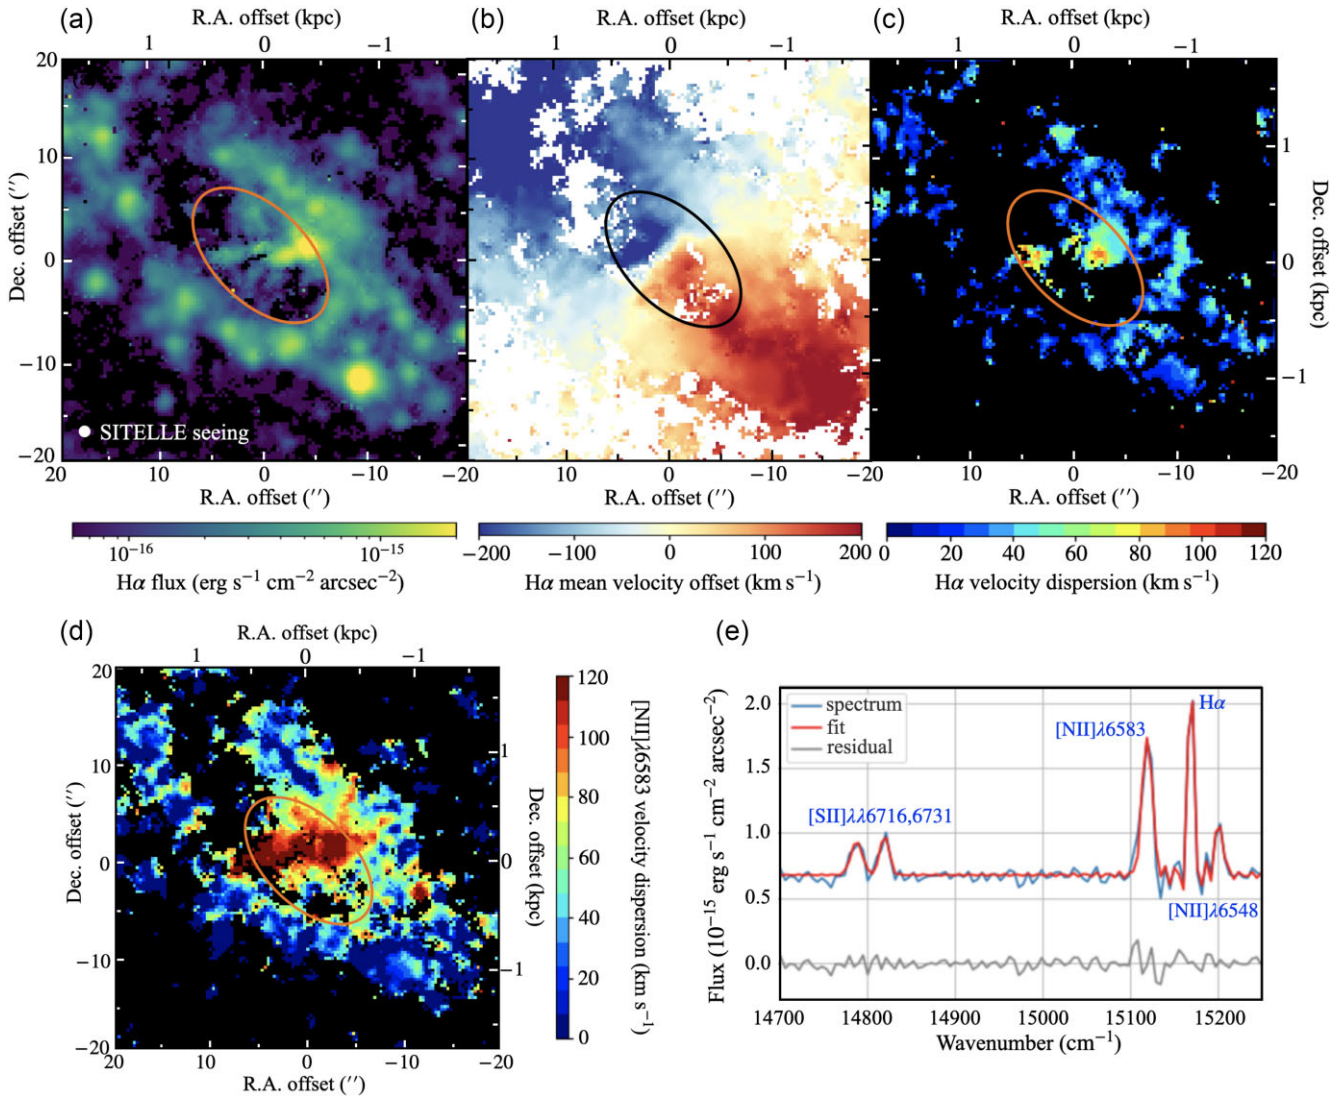 (a)
R.A. offset (kpc)
1 0 −1
20
10
0
−10
−20
Dec. offset (′′)
SITELLE seeing
20 10 0 −10
R.A. offset (′′)
10⁻¹⁶ 10⁻¹⁵
Hα flux (erg s⁻¹ cm⁻² arcsec⁻²)
(b)
R.A. offset (kpc)
1 0 −1
10 0 −10 −20
R.A. offset (′′)
−200 −100 0 100 200
Hα mean velocity offset (km s⁻¹)
(c)
R.A. offset (kpc)
1 0 −1
1
0
−1
Dec. offset (kpc)
10 0 −10 −20
R.A. offset (′′)
0 20 40 60 80 100 120
Hα velocity dispersion (km s⁻¹)
(d)
R.A. offset (kpc)
1 0 −1
20
10
0
−10
−20
Dec. offset (′′)
1
0
−1
Dec. offset (kpc)
20 10 0 −10 −20
R.A. offset (′′)
120
100
80
60
40
20
0
[NII]λ6583 velocity dispersion (km s⁻¹)
(e)
spectrum
fit
residual
Hα
[NII]λ6583
[SII]λλ6716,6731
[NII]λ6548
2.0
1.0
0.5
0.0
Flux (10⁻¹⁵ erg s⁻¹ cm⁻² arcsec⁻²)
14700 14800 14900 15000 15100 15200
Wavenumber (cm⁻¹)